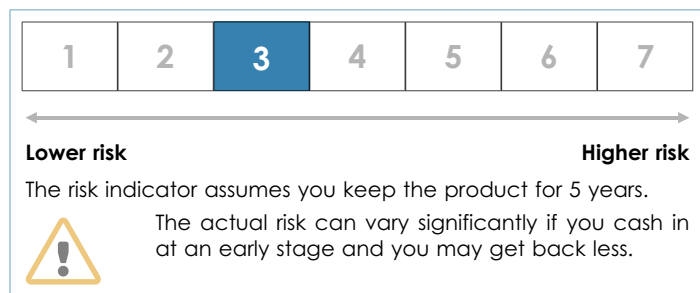 1 2 3 4 5 6 7
Lower risk Higher risk
The risk indicator assumes you keep the product for 5 years.
The actual risk can vary significantly if you cash in
at an early stage and you may get back less.